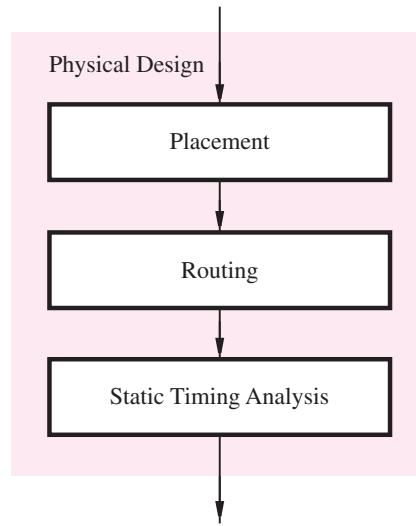 Physical Design
Placement
Routing
Static Timing Analysis